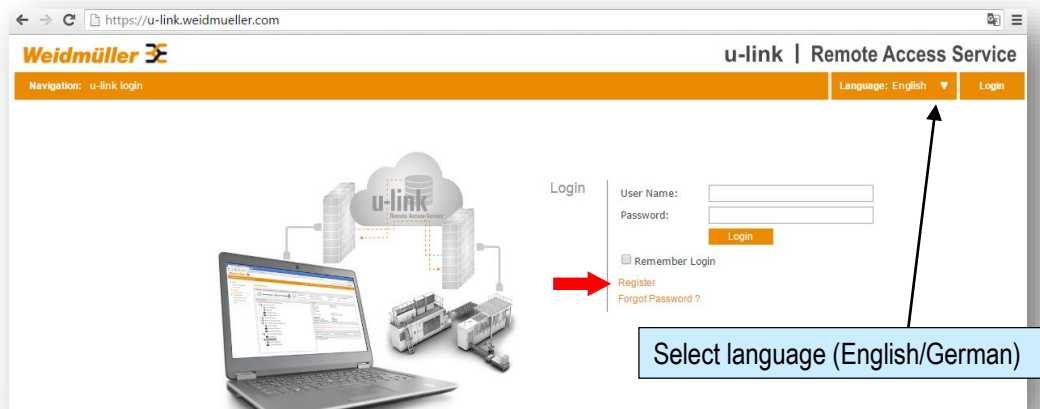 https://u-link.weidmueller.com
Weidmüller
u-link | Remote Access Service
Navigation: u-link login
Language: English ▼ Login
u-link
Remote Access Service
Login
User Name:
Password:
Login
Remember Login
Register
Forgot Password ?
Select language (English/German)